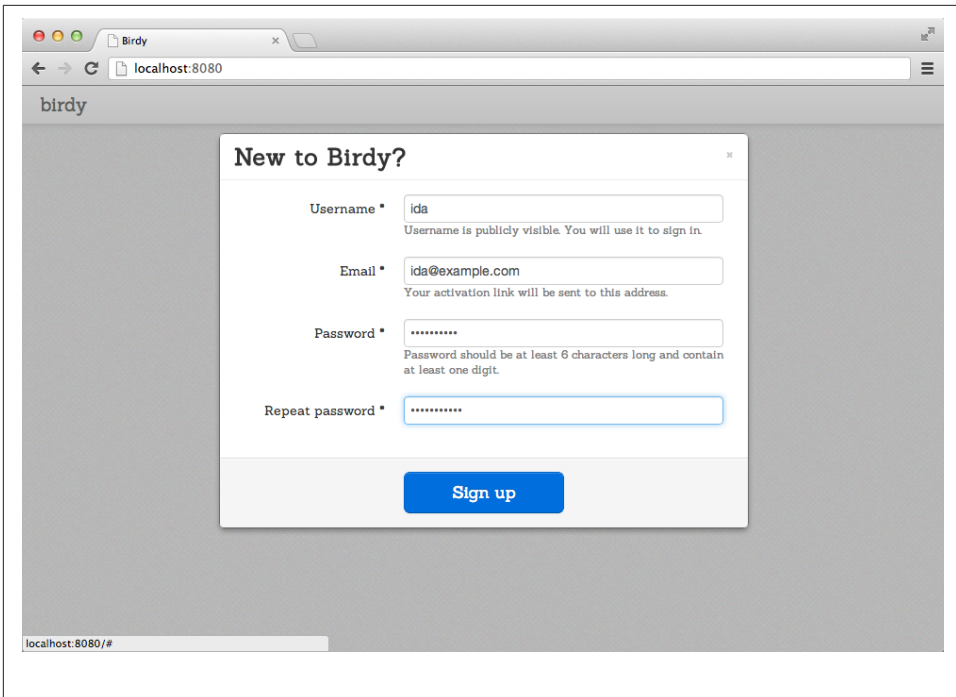 Birdy
localhost:8080
birdy
New to Birdy?
Username *
ida
Username is publicly visible. You will use it to sign in.
Email *
ida@example.com
Your activation link will be sent to this address.
Password *
••••••••••
Password should be at least 6 characters long and contain
at least one digit.
Repeat password *
•••••••••••
Sign up
localhost:8080/#